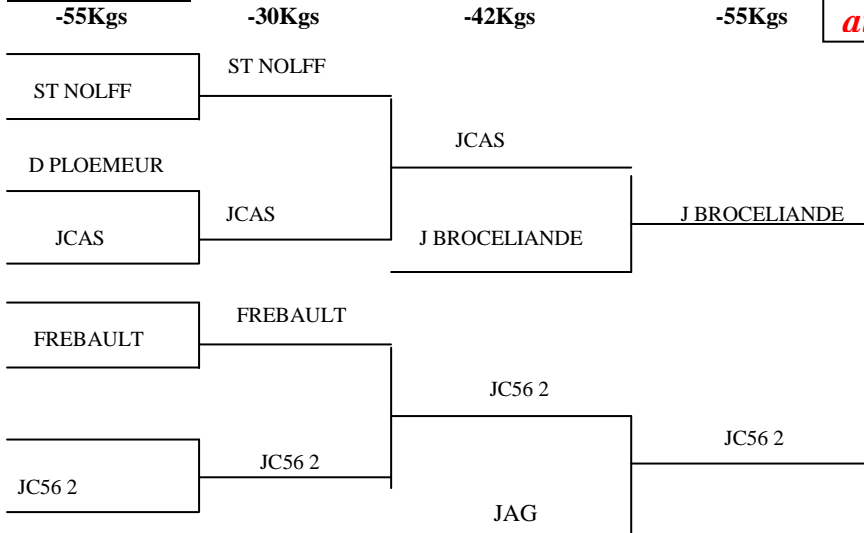 -55Kgs -30Kgs -42Kgs -55Kgs
ST NOLFF
ST NOLFF
JCAS
D PLOEMEUR
JCAS
J BROCELIANDE
JCAS
J BROCELIANDE
FREBAULT
FREBAULT
JC56 2
JC56 2
JC56 2
JC56 2
JAG